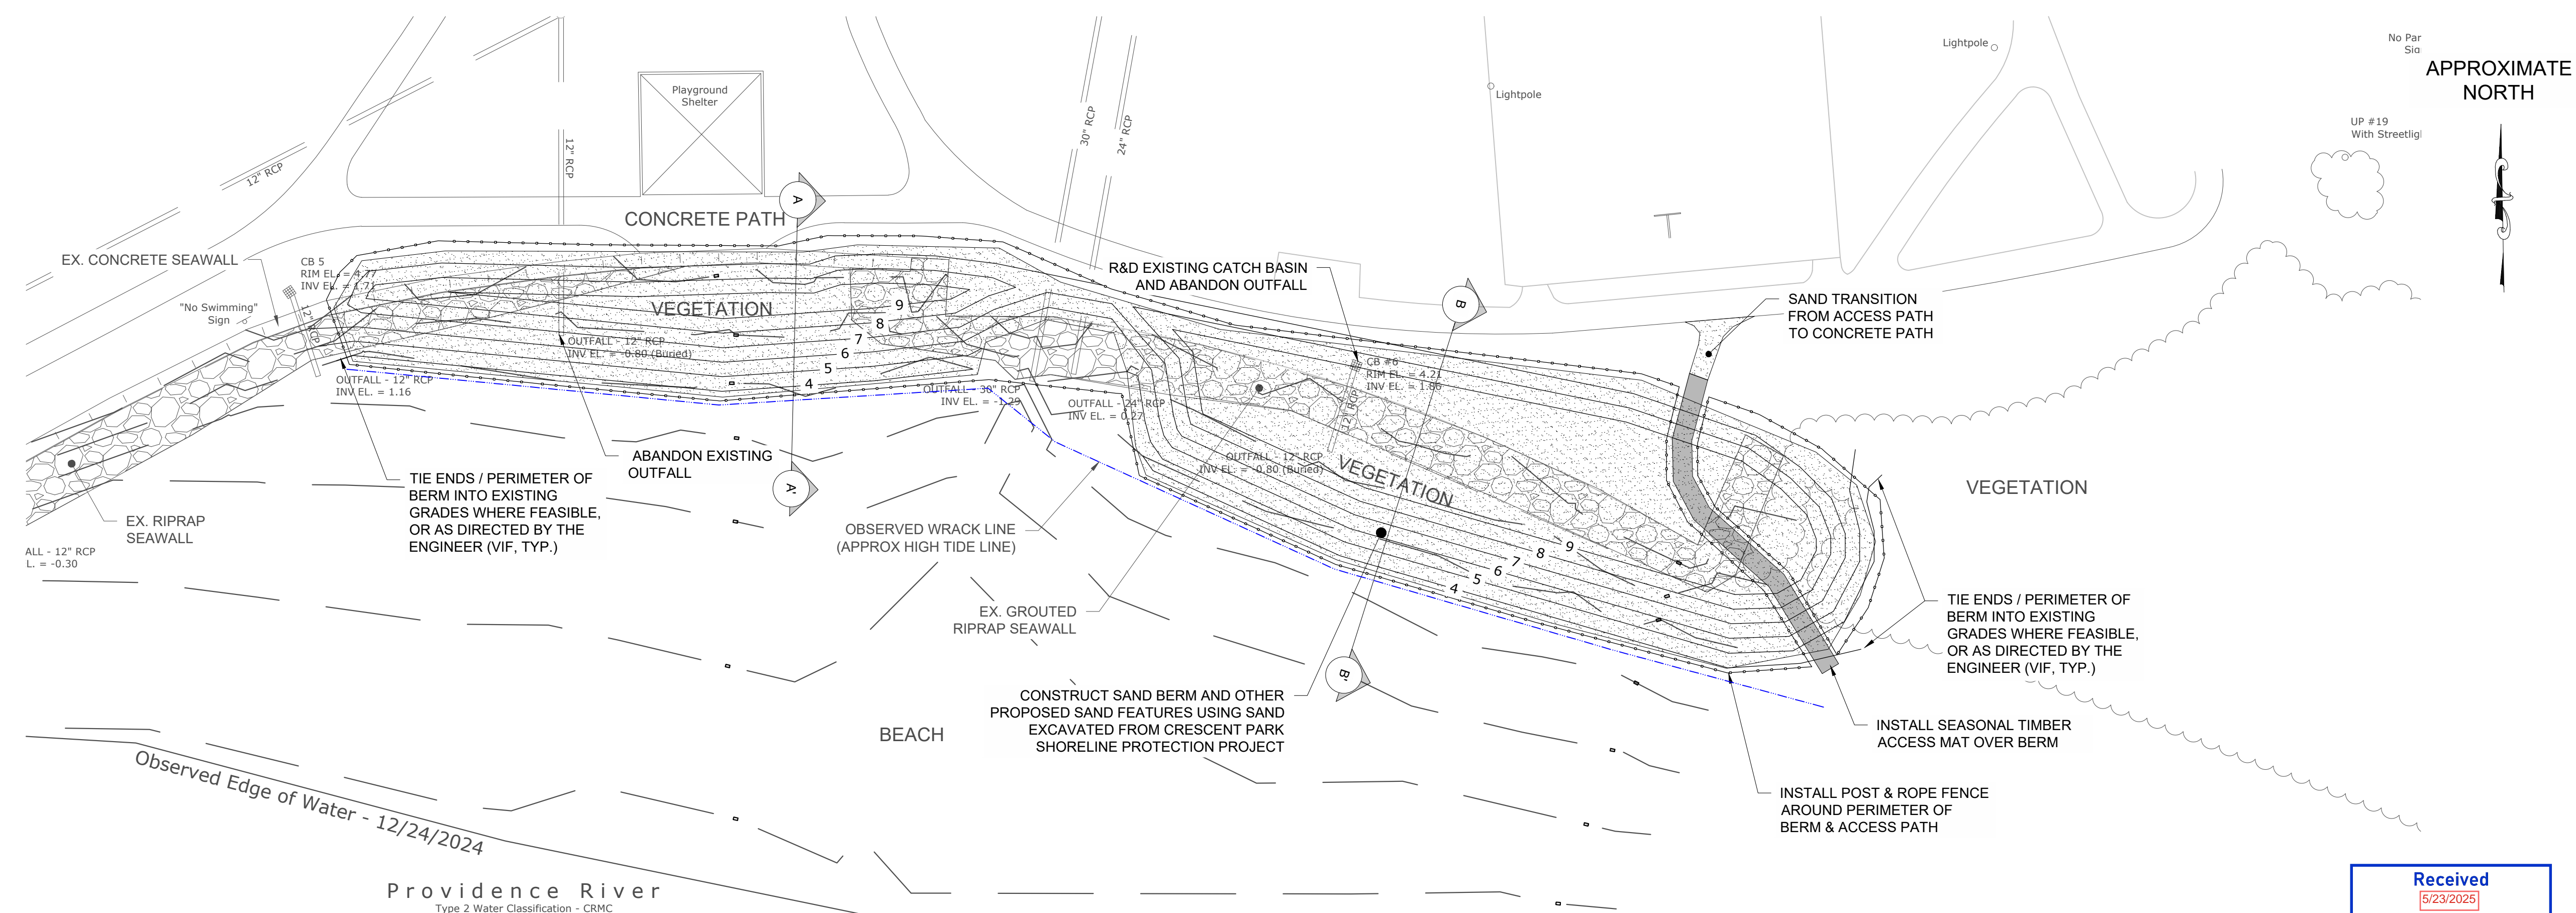 Lightpole
No Par
APPROXIMATE
NORTH
Playground
Shelter
Lightpole
30" RCP
24" RCP
12" RCP
12" RCP
UP #19
With Streetlig
A
CONCRETE PATH
EX. CONCRETE SEAWALL
CB 5
RIM EL. = 4.77
INV EL. = 1.71
"No Swimming"
Sign
12" RCP
VEGETATION
9
8
7
6
5
4
OUTFALL - 12" RCP
INV EL. = -0.80 (Buried)
OUTFALL - 12" RCP
INV EL. = 1.16
R&D EXISTING CATCH BASIN
AND ABANDON OUTFALL
B
SAND TRANSITION
FROM ACCESS PATH
TO CONCRETE PATH
CB #6
RIM EL. = 4.21
INV EL. = 1.86
12" RCP
OUTFALL - 30" RCP
INV EL. = -1.29
OUTFALL - 24" RCP
INV EL. = 0.27
OUTFALL - 12" RCP
INV EL. = -0.80 (Buried)
VEGETATION
VEGETATION
ABANDON EXISTING
OUTFALL
A'
TIE ENDS / PERIMETER OF
BERM INTO EXISTING
GRADES WHERE FEASIBLE,
OR AS DIRECTED BY THE
ENGINEER (VIF, TYP.)
EX. RIPRAP
SEAWALL
ALL - 12" RCP
L. = -0.30
OBSERVED WRACK LINE
(APPROX HIGH TIDE LINE)
EX. GROUTED
RIPRAP SEAWALL
9
8
7
6
5
4
TIE ENDS / PERIMETER OF
BERM INTO EXISTING
GRADES WHERE FEASIBLE,
OR AS DIRECTED BY THE
ENGINEER (VIF, TYP.)
B'
CONSTRUCT SAND BERM AND OTHER
PROPOSED SAND FEATURES USING SAND
EXCAVATED FROM CRESCENT PARK
SHORELINE PROTECTION PROJECT
BEACH
INSTALL SEASONAL TIMBER
ACCESS MAT OVER BERM
INSTALL POST & ROPE FENCE
AROUND PERIMETER OF
BERM & ACCESS PATH
Observed Edge of Water - 12/24/2024
Providence River
Type 2 Water Classification - CRMC
Received
5/23/2025